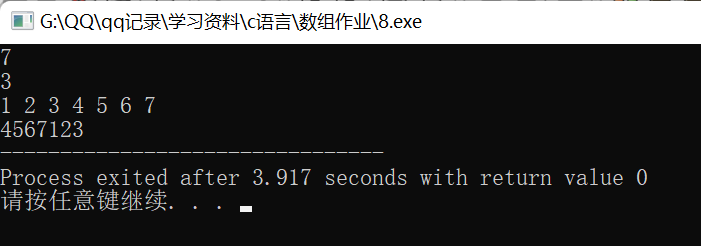 G:\QQ\qq记录\学习资料\c语言\数组作业\8.exe
7
3
1 2 3 4 5 6 7
4567123
--------------------------------
Process exited after 3.917 seconds with return value 0
请按任意键继续. . .